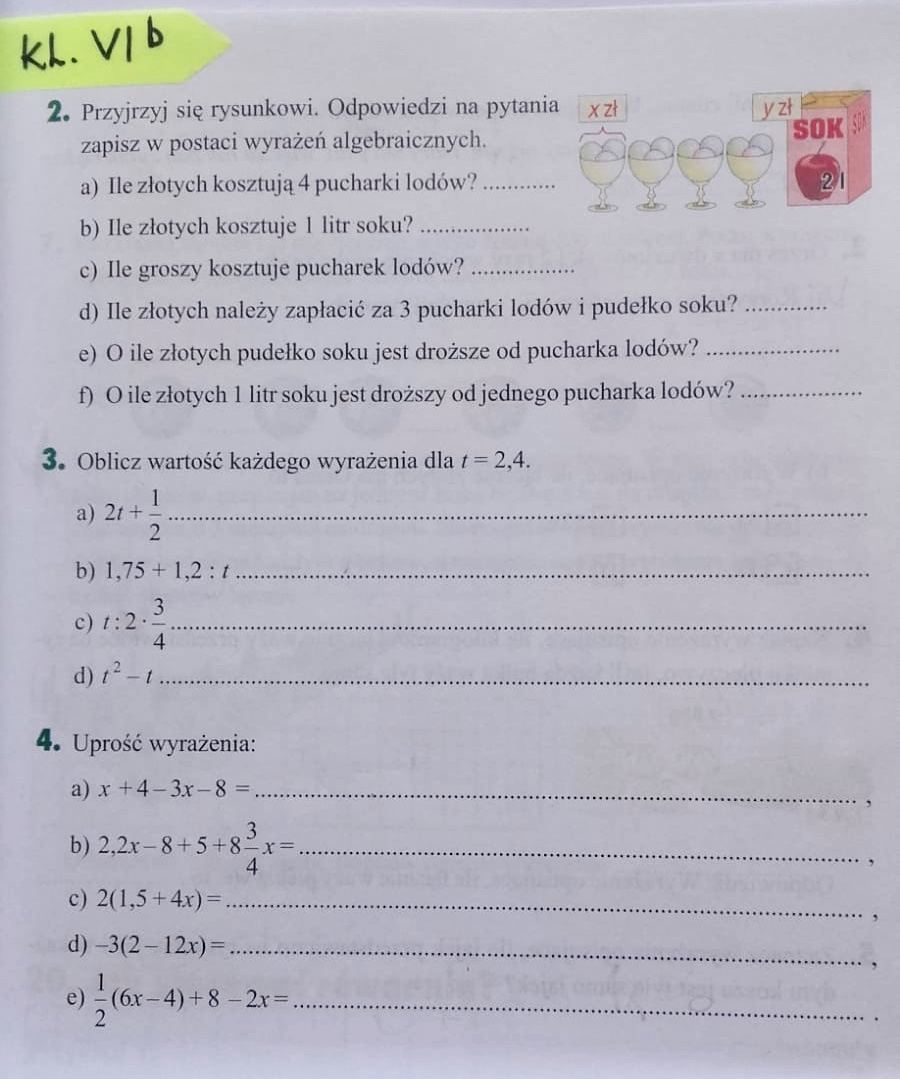 KL. VI b
2. Przyjrzyj się rysunkowi. Odpowiedzi na pytania
zapisz w postaci wyrażeń algebraicznych.
x zł
y zł
SOK
SOK
2 l
a) Ile złotych kosztują 4 pucharki lodów? ............
b) Ile złotych kosztuje 1 litr soku? ..................
c) Ile groszy kosztuje pucharek lodów? .................
d) Ile złotych należy zapłacić za 3 pucharki lodów i pudełko soku? ..............
e) O ile złotych pudełko soku jest droższe od pucharka lodów? .....................
f) O ile złotych 1 litr soku jest droższy od jednego pucharka lodów? ...................
3. Oblicz wartość każdego wyrażenia dla t = 2,4.
a) 2t + 1/2 ....................
b) 1,75 + 1,2 : t ....................
c) t : 2 · 3/4 ....................
d) t² – t ....................
4. Uprość wyrażenia:
a) x + 4 – 3x – 8 = .................... ,
b) 2,2x – 8 + 5 + 8 3/4 x = .................... ,
c) 2(1,5 + 4x) = .................... ,
d) –3(2 – 12x) = .................... ,
e) 1/2 (6x – 4) + 8 – 2x = .................... .